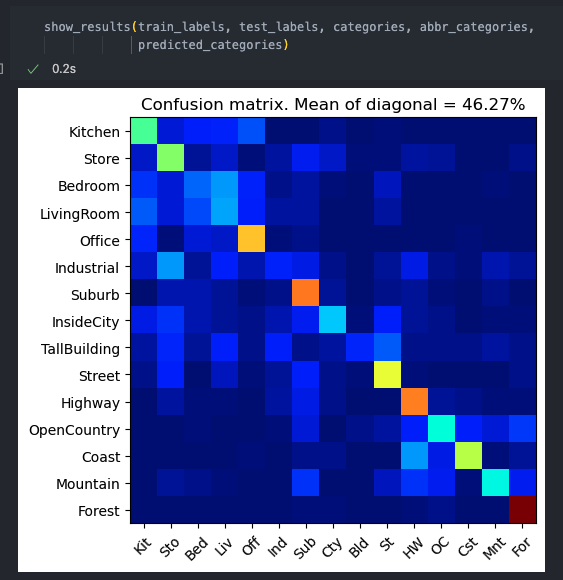 show_results(train_labels, test_labels, categories, abbr_categories,
predicted_categories)
0.2s
Confusion matrix. Mean of diagonal = 46.27%
Kitchen
Store
Bedroom
LivingRoom
Office
Industrial
Suburb
InsideCity
TallBuilding
Street
Highway
OpenCountry
Coast
Mountain
Forest
Kit Sto Bed Liv Off Ind Sub Cty Bld St HW OC Cst Mnt For